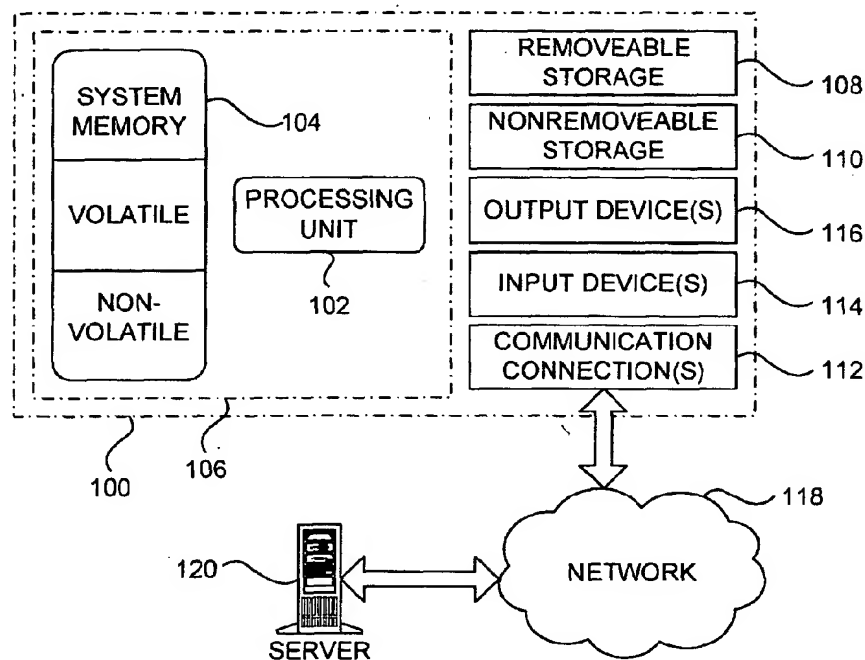 SYSTEM
MEMORY
VOLATILE
NON-
VOLATILE
104
PROCESSING
UNIT
102
REMOVEABLE
STORAGE
108
NONREMOVEABLE
STORAGE
110
OUTPUT DEVICE(S)
116
INPUT DEVICE(S)
114
COMMUNICATION
CONNECTION(S)
112
106
100
118
NETWORK
120
SERVER